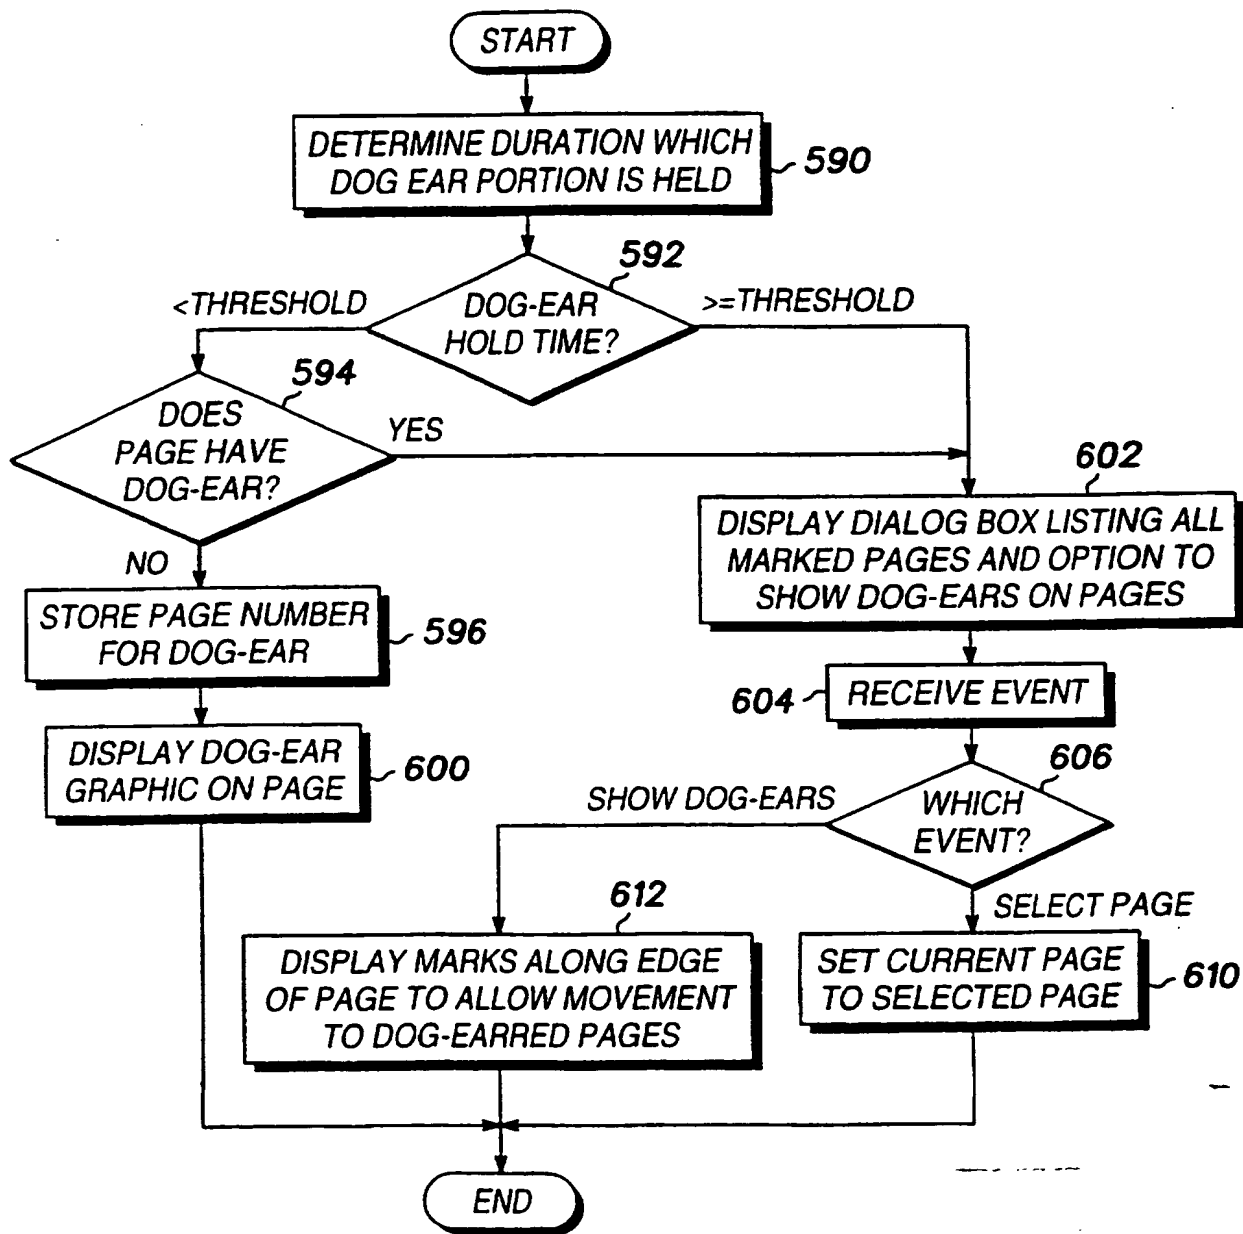 START
DETERMINE DURATION WHICH
DOG EAR PORTION IS HELD
590
592
<THRESHOLD
DOG-EAR
HOLD TIME?
>=THRESHOLD
594
DOES
PAGE HAVE
DOG-EAR?
YES
NO
602
DISPLAY DIALOG BOX LISTING ALL
MARKED PAGES AND OPTION TO
SHOW DOG-EARS ON PAGES
STORE PAGE NUMBER
FOR DOG-EAR
596
604
RECEIVE EVENT
DISPLAY DOG-EAR
GRAPHIC ON PAGE
600
606
SHOW DOG-EARS
WHICH
EVENT?
SELECT PAGE
612
DISPLAY MARKS ALONG EDGE
OF PAGE TO ALLOW MOVEMENT
TO DOG-EARRED PAGES
SET CURRENT PAGE
TO SELECTED PAGE
610
END